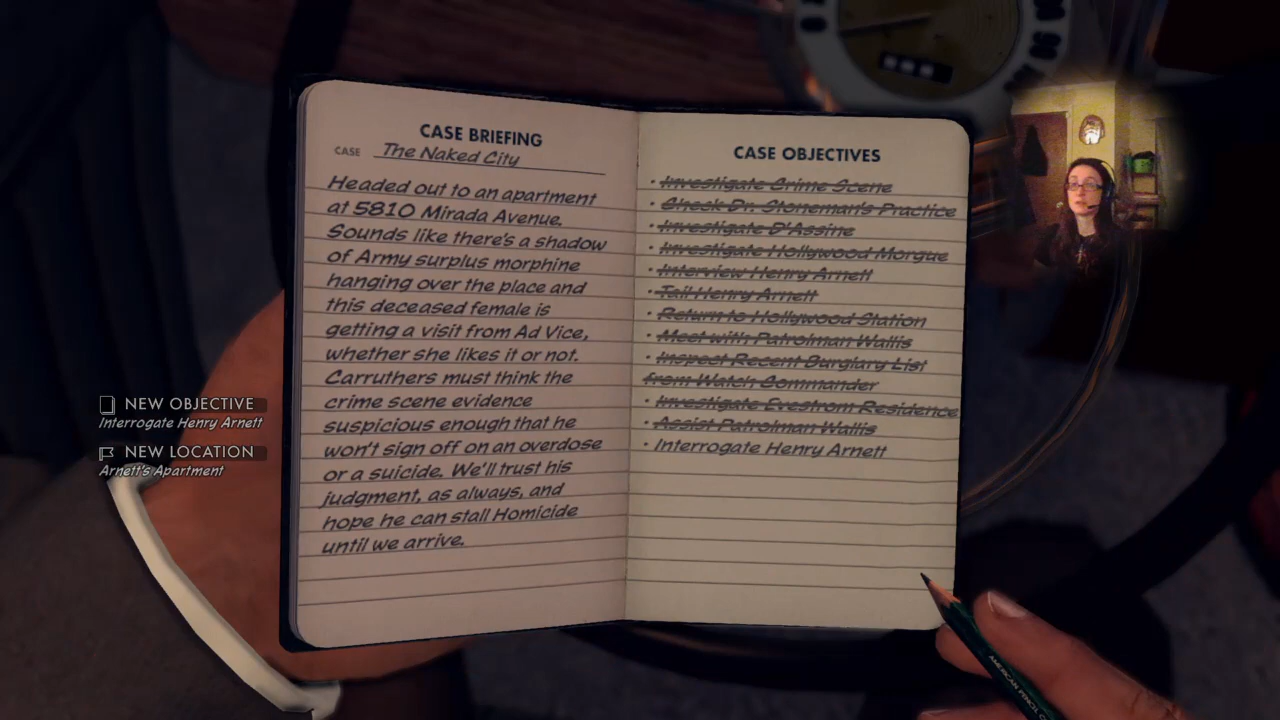 CASE BRIEFING
CASE The Naked City
Headed out to an apartment
at 5810 Mirada Avenue.
Sounds like there's a shadow
of Army surplus morphine
hanging over the place and
this deceased female is
getting a visit from Ad Vice,
whether she likes it or not.
Carruthers must think the
crime scene evidence
suspicious enough that he
won't sign off on an overdose
or a suicide. We'll trust his
judgment, as always, and
hope he can stall Homicide
until we arrive.
CASE OBJECTIVES
· Investigate Crime Scene
· Check Dr. Stoneman's Practice
· Investigate D'Assine
· Investigate Hollywood Morgue
· Interview Henry Arnett
· Tail Henry Arnett
· Return to Hollywood Station
· Meet with Patrolman Wallis
· Inspect Recent Burglary List
from Watch Commander
· Investigate Evestrom Residence
· Assist Patrolman Wallis
· Interrogate Henry Arnett
NEW OBJECTIVE
Interrogate Henry Arnett
NEW LOCATION
Arnett's Apartment
AMERICAN PENCIL